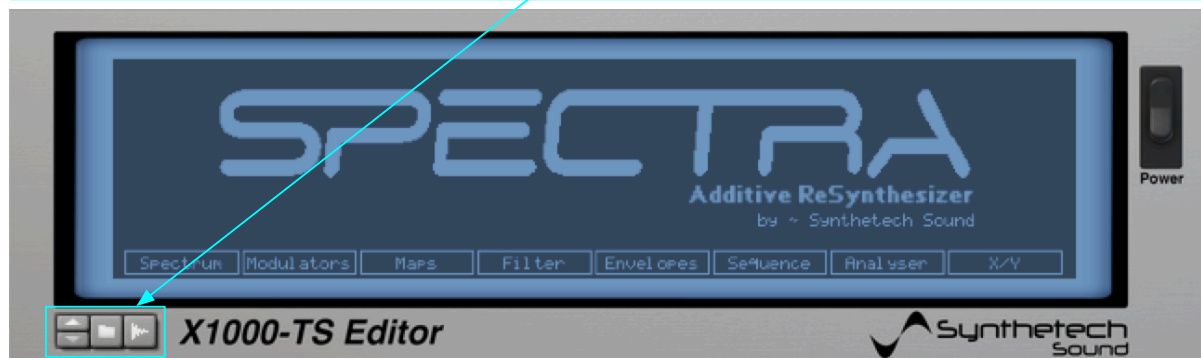 SPECTRA
Additive ReSynthesizer
by ~ Synthetech Sound
Power
Spectrum Modulators Maps Filter Envelopes Sequence Analyser X/Y
X1000-TS Editor
Synthetech
Sound